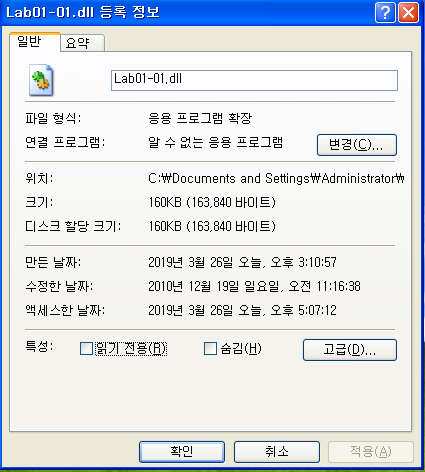 Lab01-01.dll 등록 정보
일반 요약
Lab01-01.dll
파일 형식: 응용 프로그램 확장
연결 프로그램: 알 수 없는 응용 프로그램 변경(C)...
위치: C:₩Documents and Settings₩Administrator₩
크기: 160KB (163,840 바이트)
디스크 할당 크기: 160KB (163,840 바이트)
만든 날짜: 2019년 3월 26일 오늘, 오후 3:10:57
수정한 날짜: 2010년 12월 19일 일요일, 오전 11:16:38
액세스한 날짜: 2019년 3월 26일 오늘, 오후 5:07:12
특성: 읽기 전용(R) 숨김(H) 고급(D)...
확인 취소 적용(A)